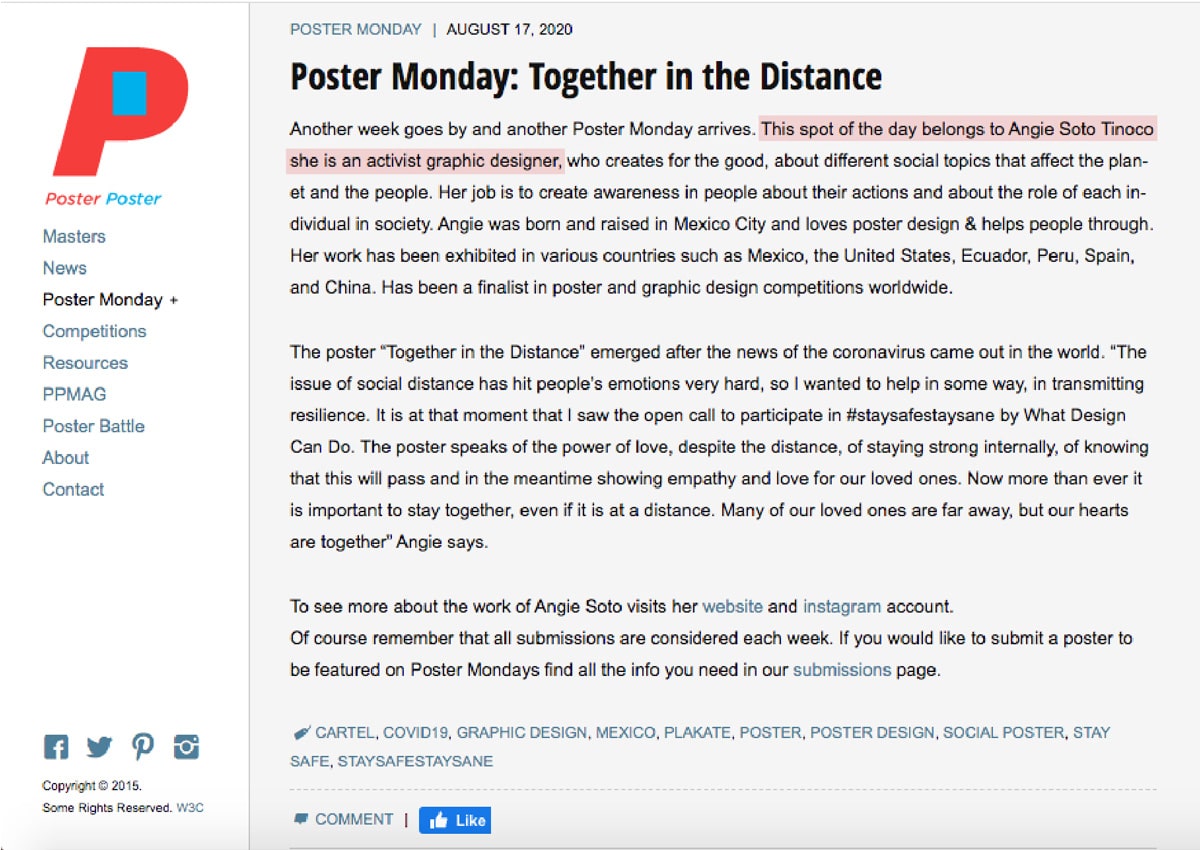 Poster Poster
Masters
News
Poster Monday +
Competitions
Resources
PPMAG
Poster Battle
About
Contact
Copyright © 2015.
Some Rights Reserved. W3C
POSTER MONDAY | AUGUST 17, 2020
Poster Monday: Together in the Distance
Another week goes by and another Poster Monday arrives. This spot of the day belongs to Angie Soto Tinoco
she is an activist graphic designer, who creates for the good, about different social topics that affect the plan-
et and the people. Her job is to create awareness in people about their actions and about the role of each in-
dividual in society. Angie was born and raised in Mexico City and loves poster design & helps people through.
Her work has been exhibited in various countries such as Mexico, the United States, Ecuador, Peru, Spain,
and China. Has been a finalist in poster and graphic design competitions worldwide.
The poster “Together in the Distance” emerged after the news of the coronavirus came out in the world. “The
issue of social distance has hit people’s emotions very hard, so I wanted to help in some way, in transmitting
resilience. It is at that moment that I saw the open call to participate in #staysafestaysane by What Design
Can Do. The poster speaks of the power of love, despite the distance, of staying strong internally, of knowing
that this will pass and in the meantime showing empathy and love for our loved ones. Now more than ever it
is important to stay together, even if it is at a distance. Many of our loved ones are far away, but our hearts
are together” Angie says.
To see more about the work of Angie Soto visits her website and instagram account.
Of course remember that all submissions are considered each week. If you would like to submit a poster to
be featured on Poster Mondays find all the info you need in our submissions page.
CARTEL, COVID19, GRAPHIC DESIGN, MEXICO, PLAKATE, POSTER, POSTER DESIGN, SOCIAL POSTER, STAY
SAFE, STAYSAFESTAYSANE
COMMENT | Like